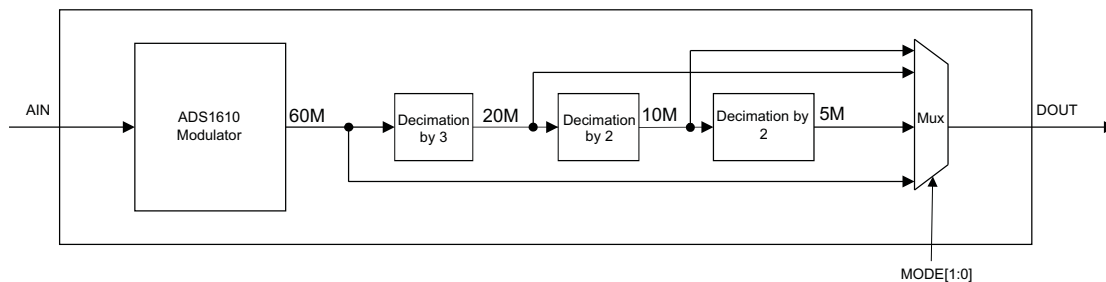 AIN
ADS1610
Modulator
60M
Decimation
by 3
20M
Decimation
by 2
10M
Decimation by
2
5M
Mux
DOUT
MODE[1:0]